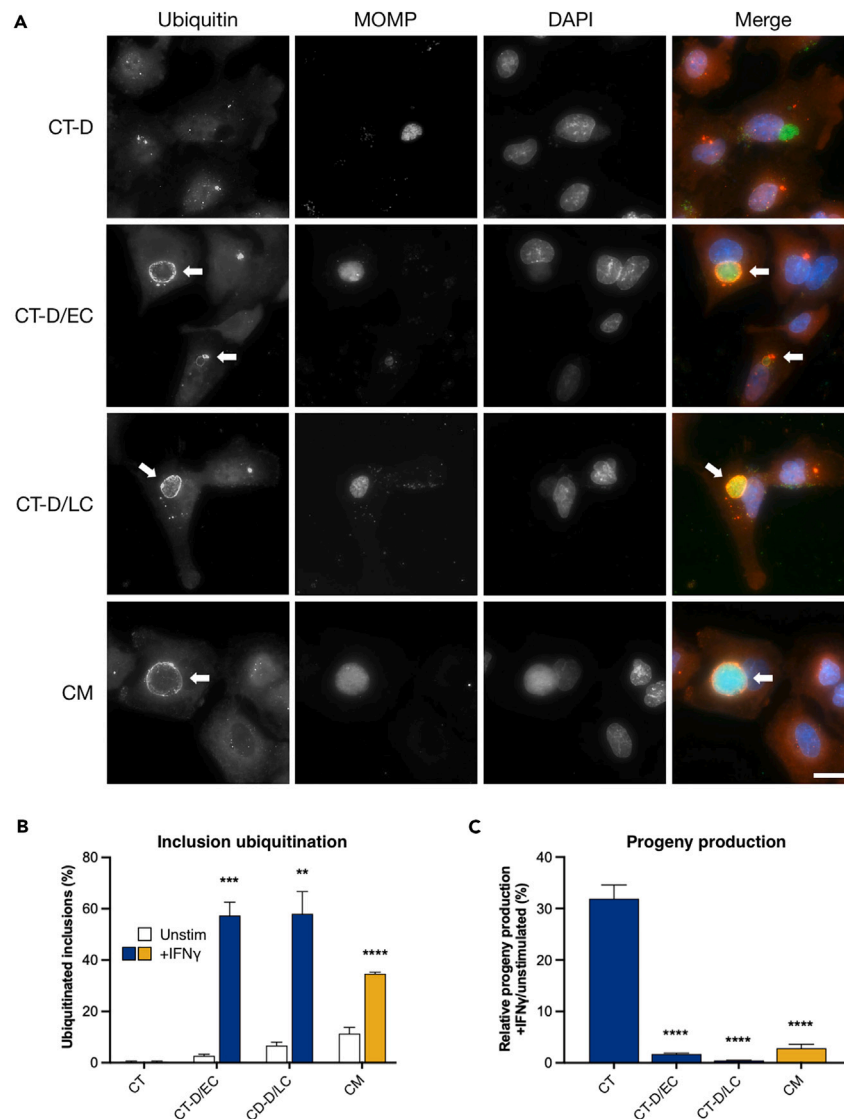 A
Ubiquitin MOMP DAPI Merge
CT-D
CT-D/EC
CT-D/LC
CM
B
Inclusion ubiquitination
Ubiquitinated inclusions (%)
80
60
40
20
0
Unstim
+IFNγ
***
**
****
CT
CT-D/EC
CD-D/LC
CM
C
Progeny production
Relative progeny production
+IFNγ/unstimulated (%)
40
30
20
10
0
****
****
****
CT
CT-D/EC
CT-D/LC
CM